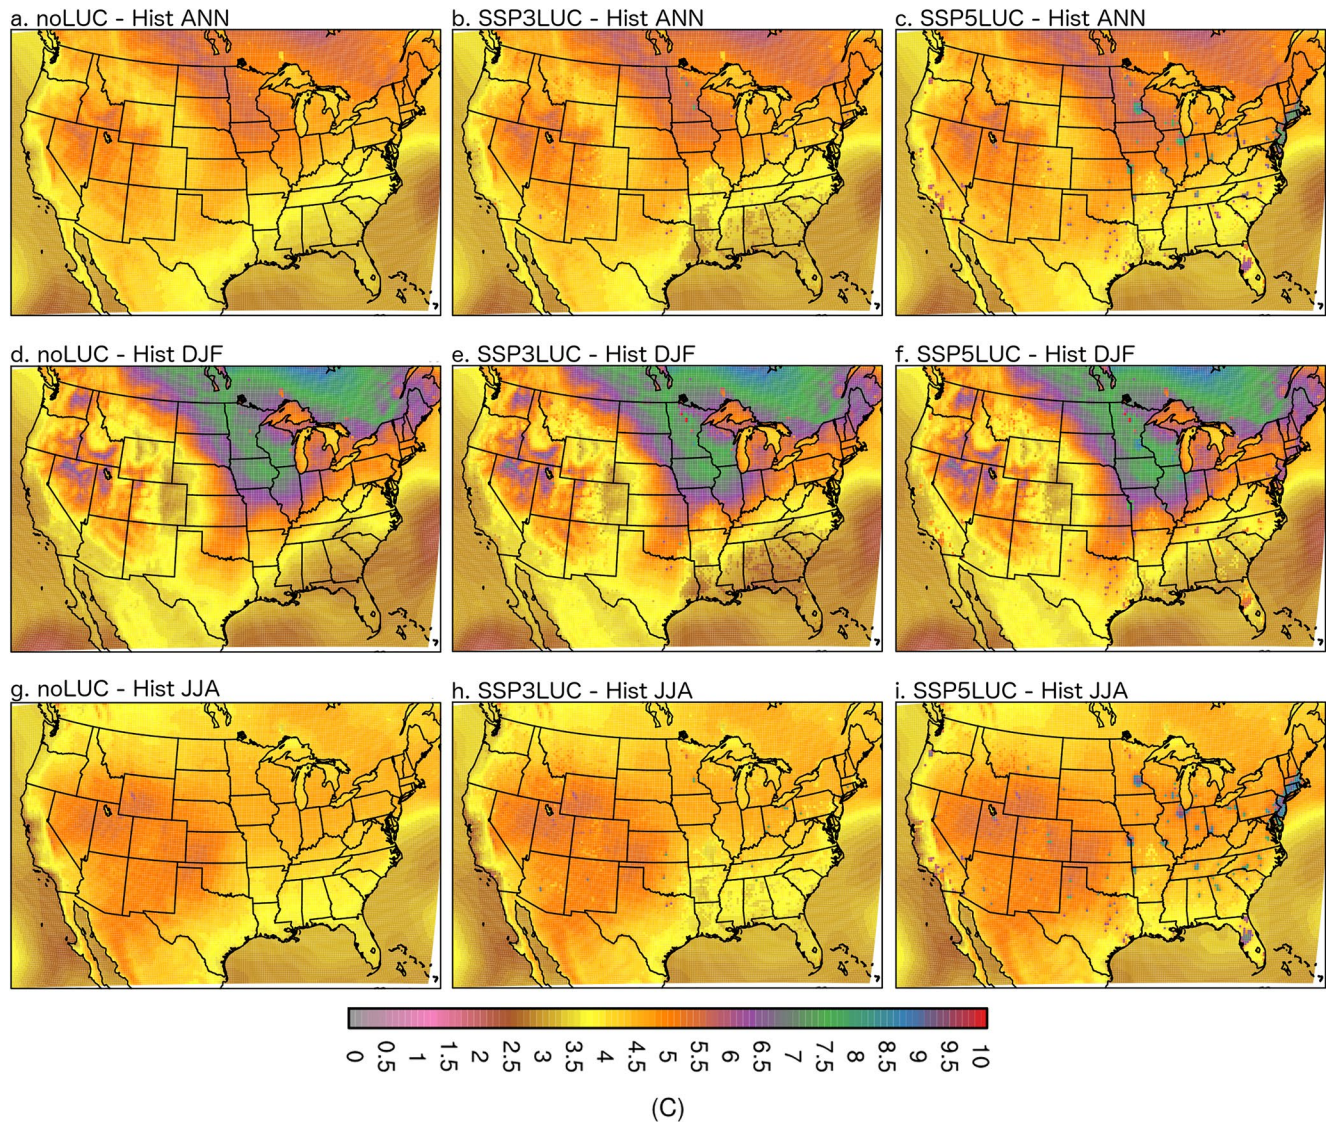 a. noLUC - Hist ANN
b. SSP3LUC - Hist ANN
c. SSP5LUC - Hist ANN
d. noLUC - Hist DJF
e. SSP3LUC - Hist DJF
f. SSP5LUC - Hist DJF
g. noLUC - Hist JJA
h. SSP3LUC - Hist JJA
i. SSP5LUC - Hist JJA
0 0.5 1 1.5 2 2.5 3 3.5 4 4.5 5 5.5 6 6.5 7 7.5 8 8.5 9 9.5 10
(C)